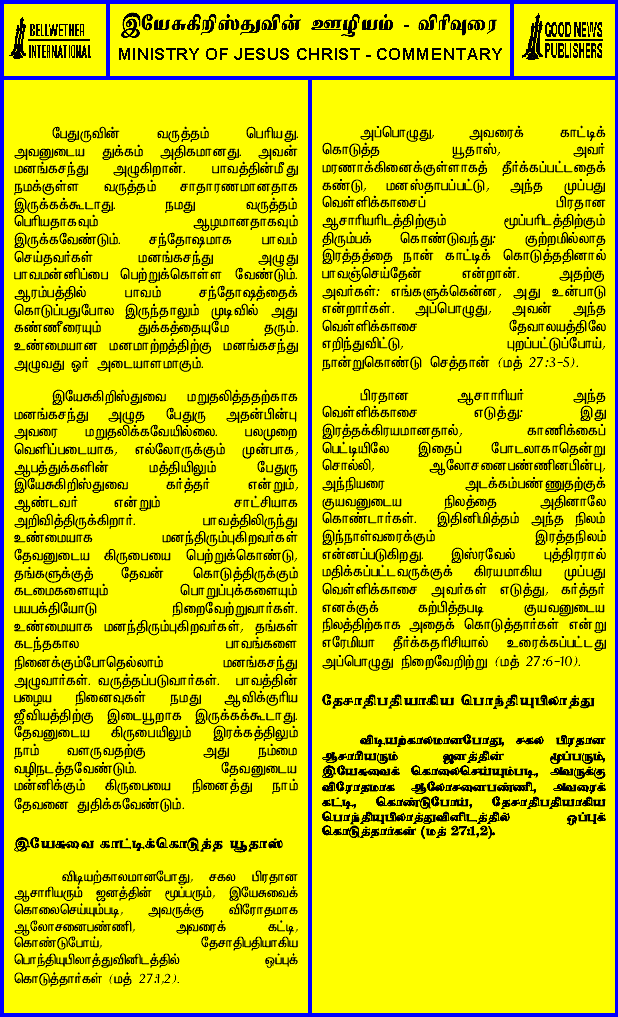 BELLWETHER
INTERNATIONAL
இயேசுகிறிஸ்துவின் ஊழியம் - விரிவுரை
MINISTRY OF JESUS CHRIST - COMMENTARY
GOOD NEWS
PUBLISHERS
பேதுருவின் வருத்தம் பெரியது.
அவனுடைய துக்கம் அதிகமானது. அவன்
மனங்கசந்து அழுகிறான். பாவத்தின்மீது
நமக்குள்ள வருத்தம் சாதாரணமானதாக
இருக்கக்கூடாது. நமது வருத்தம்
பெரியதாகவும் ஆழமானதாகவும்
இருக்கவேண்டும். சந்தோஷமாக பாவம்
செய்தவர்கள் மனங்கசந்து அழுது
பாவமன்னிப்பை பெற்றுக்கொள்ள வேண்டும்.
ஆரம்பத்தில் பாவம் சந்தோஷத்தைக்
கொடுப்பதுபோல இருந்தாலும் முடிவில் அது
கண்ணீரையும் துக்கத்தையுமே தரும்.
உண்மையான மனமாற்றத்திற்கு மனங்கசந்து
அழுவது ஓர் அடையாளமாகும்.
இயேசுகிறிஸ்துவை மறுதலித்ததற்காக
மனங்கசந்து அழுத பேதுரு அதன்பின்பு
அவரை மறுதலிக்கவேயில்லை. பலமுறை
வெளிப்படையாக, எல்லோருக்கும் முன்பாக,
ஆபத்துக்களின் மத்தியிலும் பேதுரு
இயேசுகிறிஸ்துவை கர்த்தர் என்றும்,
ஆண்டவர் என்றும் சாட்சியாக
அறிவித்திருக்கிறார். பாவத்திலிருந்து
உண்மையாக மனந்திரும்புகிறவர்கள்
தேவனுடைய கிருபையை பெற்றுக்கொண்டு,
தங்களுக்குத் தேவன் கொடுத்திருக்கும்
கடமைகளையும் பொறுப்புக்களையும்
பயபக்தியோடு நிறைவேற்றுவார்கள்.
உண்மையாக மனந்திரும்புகிறவர்கள், தங்கள்
கடந்தகால பாவங்களை
நினைக்கும்போதெல்லாம் மனங்கசந்து
அழுவார்கள். வருத்தப்படுவார்கள். பாவத்தின்
பழைய நினைவுகள் நமது ஆவிக்குரிய
ஜீவியத்திற்கு இடையூறாக இருக்கக்கூடாது.
தேவனுடைய கிருபையிலும் இரக்கத்திலும்
நாம் வளருவதற்கு அது நம்மை
வழிநடத்தவேண்டும். தேவனுடைய
மன்னிக்கும் கிருபையை நினைத்து நாம்
தேவனை துதிக்கவேண்டும்.
இயேசுவை காட்டிக்கொடுத்த யூதாஸ்
விடியற்காலமானபோது, சகல பிரதான
ஆசாரியரும் ஜனத்தின் மூப்பரும், இயேசுவைக்
கொலைசெய்யும்படி, அவருக்கு விரோதமாக
ஆலோசனைபண்ணி, அவரைக் கட்டி,
கொண்டுபோய், தேசாதிபதியாகிய
பொந்தியுபிலாத்துவினிடத்தில் ஒப்புக்
கொடுத்தார்கள் (மத் 27:1,2).
அப்பொழுது, அவரைக் காட்டிக்
கொடுத்த யூதாஸ், அவர்
மரணாக்கினைக்குள்ளாகத் தீர்க்கப்பட்டதைக்
கண்டு, மனஸ்தாபப்பட்டு, அந்த முப்பது
வெள்ளிக்காசைப் பிரதான
ஆசாரியரிடத்திற்கும் மூப்பரிடத்திற்கும்
திரும்பக் கொண்டுவந்து: குற்றமில்லாத
இரத்தத்தை நான் காட்டிக் கொடுத்ததினால்
பாவஞ்செய்தேன் என்றான். அதற்கு
அவர்கள்: எங்களுக்கென்ன, அது உன்பாடு
என்றார்கள். அப்பொழுது, அவன் அந்த
வெள்ளிக்காசை தேவாலயத்திலே
எறிந்துவிட்டு, புறப்பட்டுப்போய்,
நான்றுகொண்டு செத்தான் (மத் 27:3-5).
பிரதான ஆசாரியர் அந்த
வெள்ளிக்காசை எடுத்து: இது
இரத்தக்கிரயமானதால், காணிக்கைப்
பெட்டியிலே இதைப் போடலாகாதென்று
சொல்லி, ஆலோசனைபண்ணினபின்பு,
அந்நியரை அடக்கம்பண்ணுதற்குக்
குயவனுடைய நிலத்தை அதினாலே
கொண்டார்கள். இதினிமித்தம் அந்த நிலம்
இந்நாள்வரைக்கும் இரத்தநிலம்
என்னப்படுகிறது. இஸ்ரவேல் புத்திரரால்
மதிக்கப்பட்டவருக்குக் கிரயமாகிய முப்பது
வெள்ளிக்காசை அவர்கள் எடுத்து, கர்த்தர்
எனக்குக் கற்பித்தபடி குயவனுடைய
நிலத்திற்காக அதைக் கொடுத்தார்கள் என்று
எரேமியா தீர்க்கதரிசியால் உரைக்கப்பட்டது
அப்பொழுது நிறைவேறிற்று (மத் 27:6-10).
தேசாதிபதியாகிய பொந்தியுபிலாத்து
விடியற்காலமானபோது, சகல பிரதான
ஆசாரியரும் ஜனத்தின் மூப்பரும்,
இயேசுவைக் கொலைசெய்யும்படி, அவருக்கு
விரோதமாக ஆலோசனைபண்ணி, அவரைக்
கட்டி, கொண்டுபோய், தேசாதிபதியாகிய
பொந்தியுபிலாத்துவினிடத்தில் ஒப்புக்
கொடுத்தார்கள் (மத் 27:1,2).